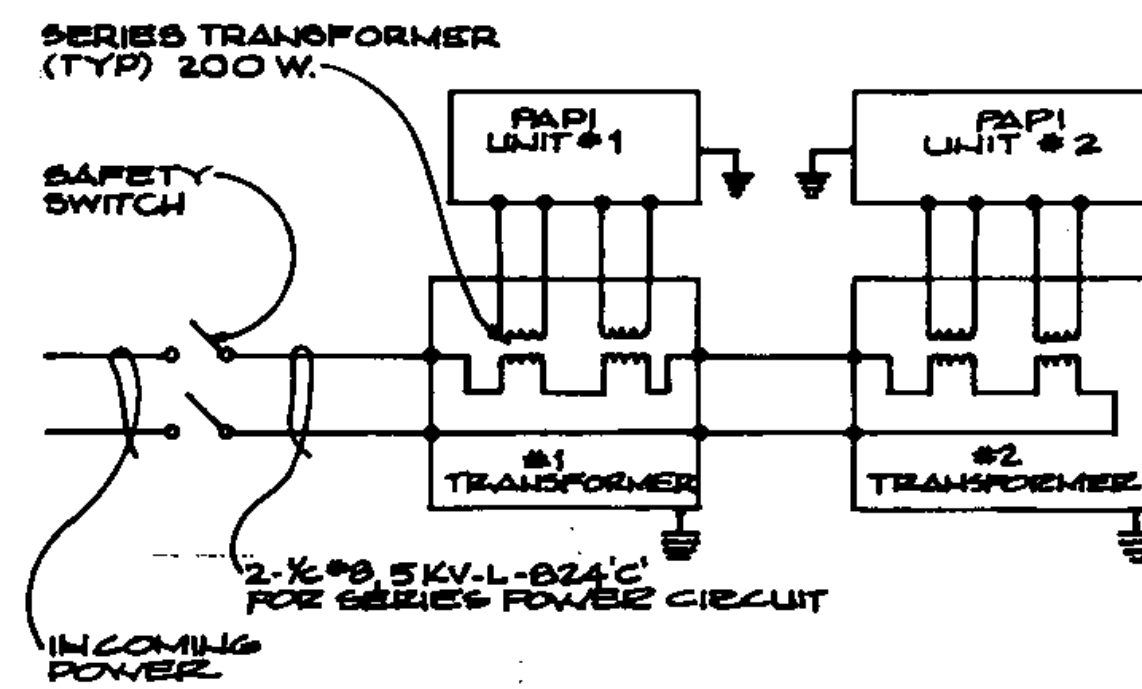 SERIES TRANSFORMER
(TYP) 200 W.
PAPI
UNIT #1
PAPI
UNIT #2
SAFETY
SWITCH
#1
TRANSFORMER
#2
TRANSFORMER
2-1/C #8, 5KV-L-824 'C'
FOR SERIES POWER CIRCUIT
INCOMING
POWER